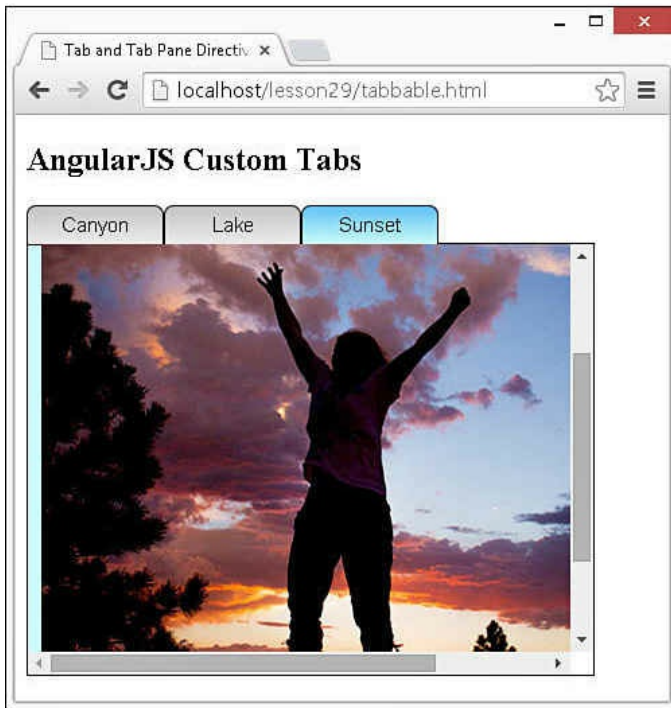 Tab and Tab Pane Directiv
localhost/lesson29/tabbable.html
AngularJS Custom Tabs
Canyon
Lake
Sunset